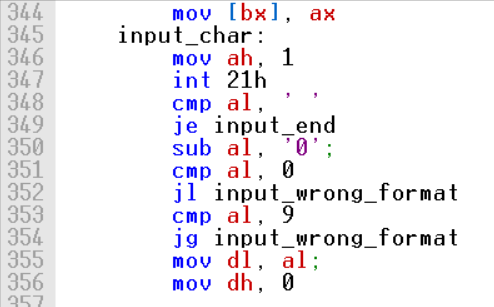 344 mov [bx], ax
345 input_char:
346 mov ah, 1
347 int 21h
348 cmp al, ' '
349 je input_end
350 sub al, '0';
351 cmp al, 0
352 jl input_wrong_format
353 cmp al, 9
354 jg input_wrong_format
355 mov dl, al;
356 mov dh, 0
357